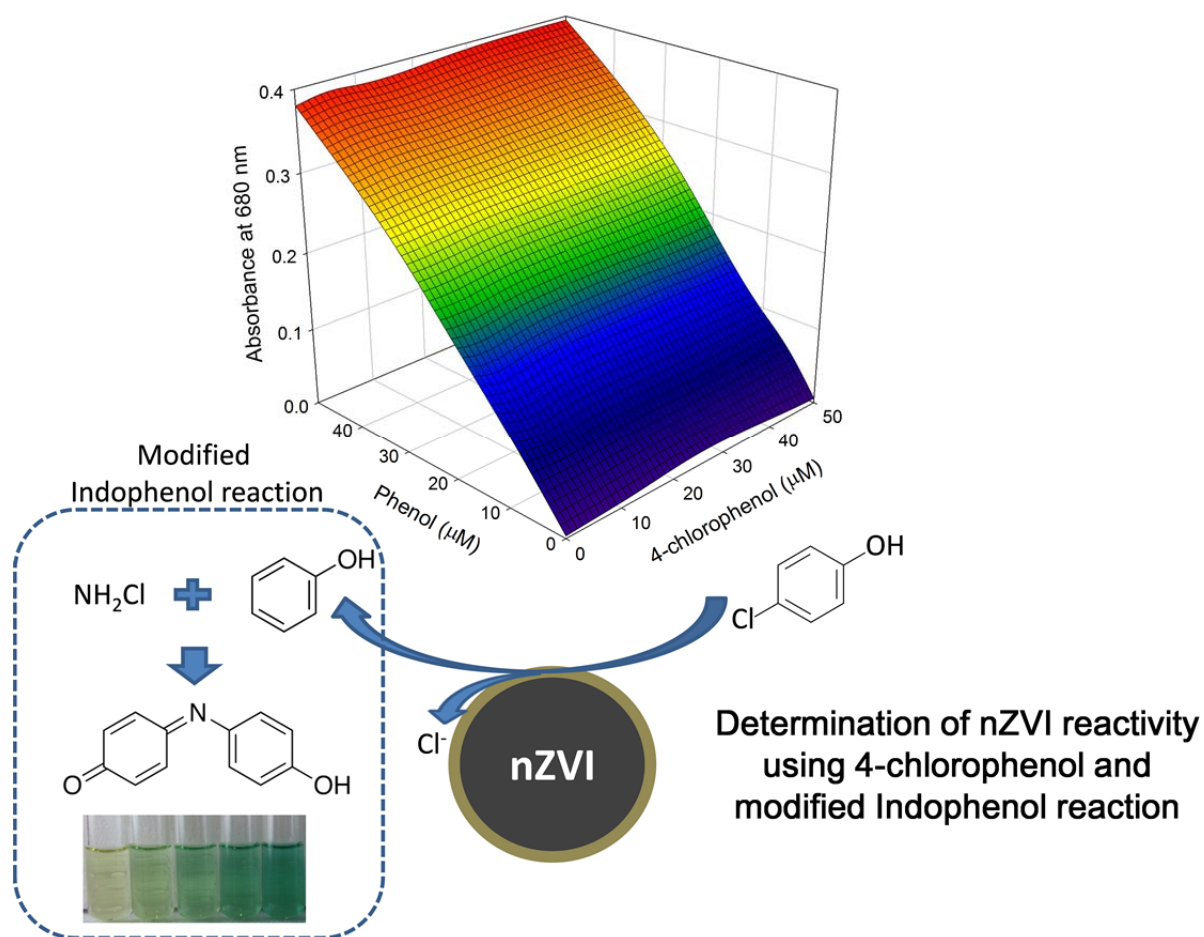 0.4
0.3
0.2
0.1
0.0
Absorbance at 680 nm
40
30
20
10
0
Phenol (μM)
0
10
20
30
40
50
4-chlorophenol (μM)
Modified
Indophenol reaction
NH₂Cl
OH
N
O
OH
OH
Cl
Cl⁻
nZVI
Determination of nZVI reactivity
using 4-chlorophenol and
modified Indophenol reaction